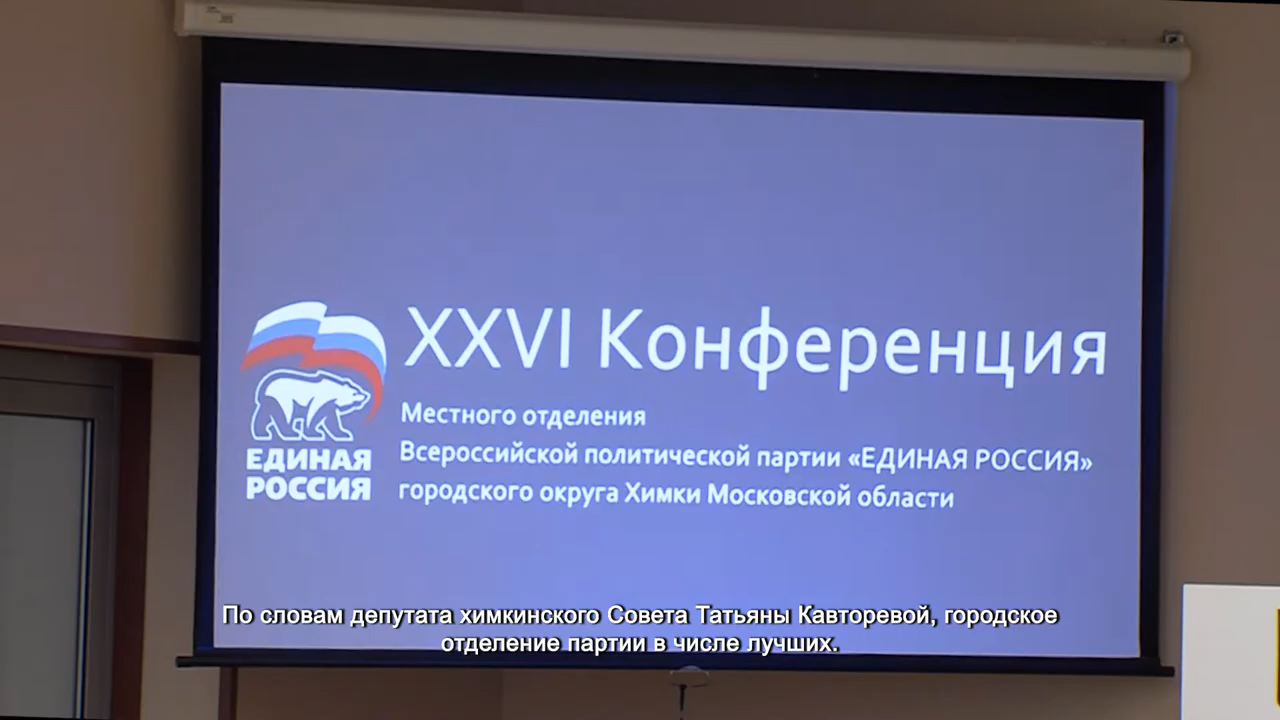 XXVI Конференция
Местного отделения
Всероссийской политической партии «ЕДИНАЯ РОССИЯ»
городского округа Химки Московской области
ЕДИНАЯ
РОССИЯ
По словам депутата химкинского Совета Татьяны Кавторевой, городское
отделение партии в числе лучших.